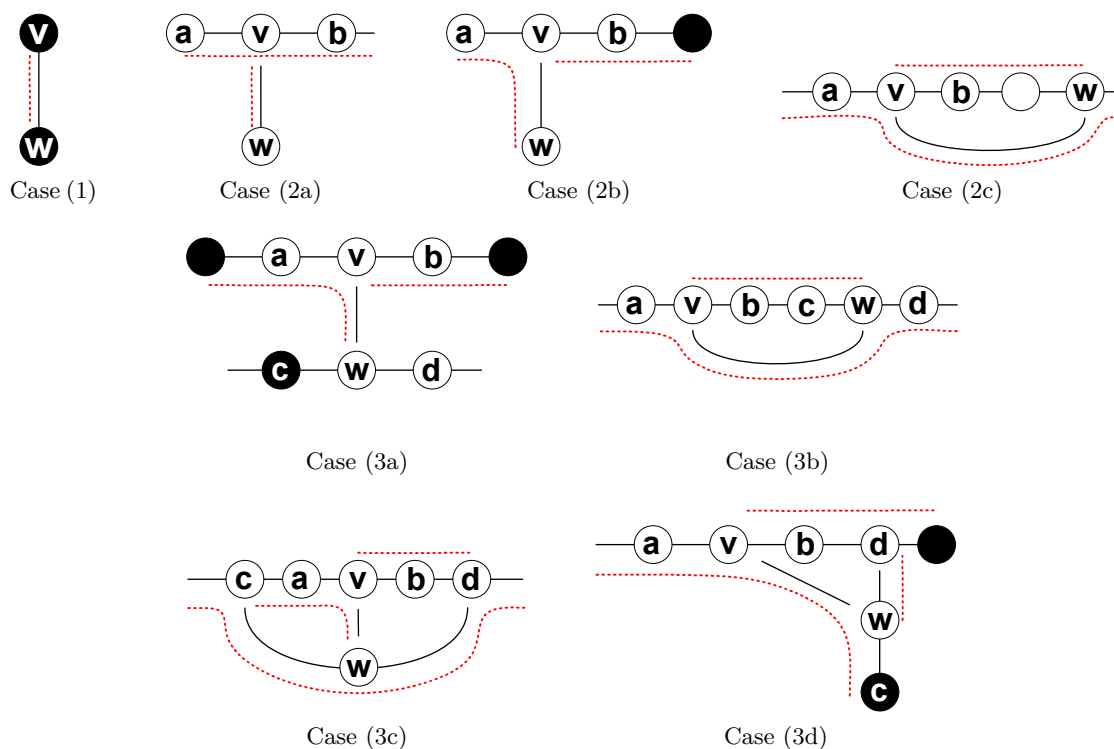 v
w
Case (1)
a v b
w
Case (2a)
a v b
w
Case (2b)
a v b w
Case (2c)
a v b
c w d
Case (3a)
a v b c w d
Case (3b)
c a v b d
w
Case (3c)
a v b d
w
c
Case (3d)